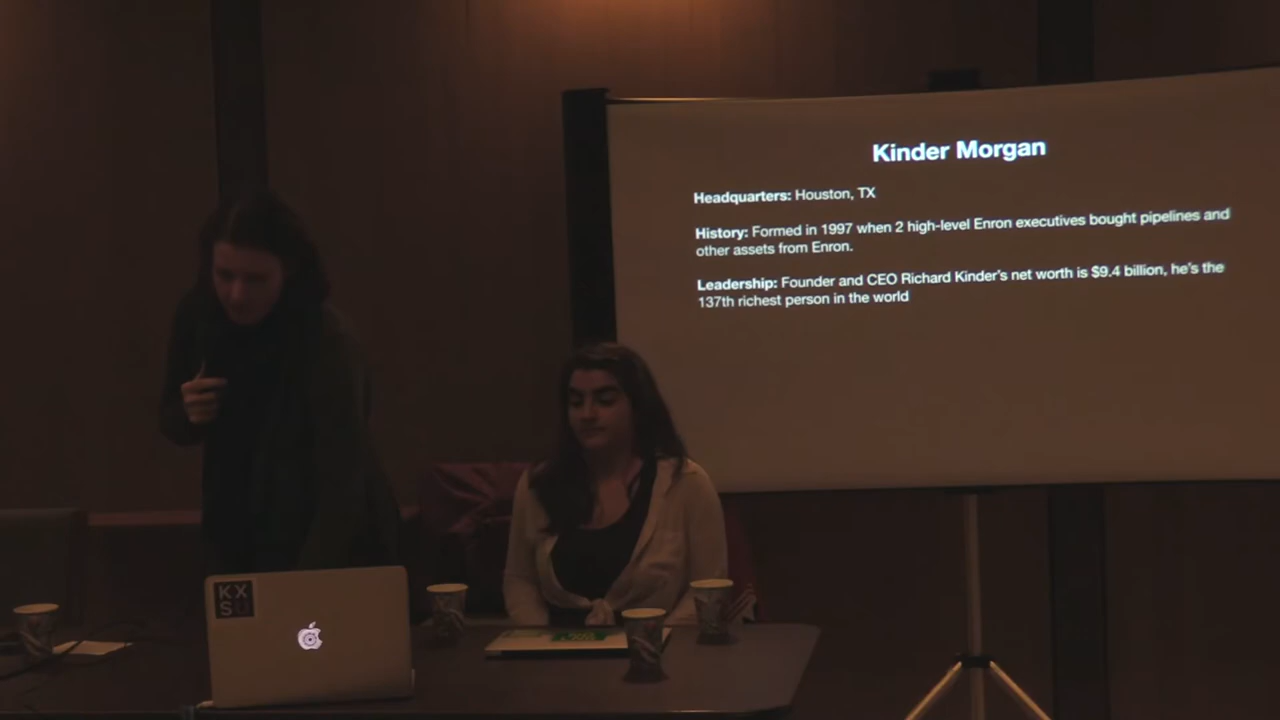 Kinder Morgan
Headquarters: Houston, TX
History: Formed in 1997 when 2 high-level Enron executives bought pipelines and
other assets from Enron.
Leadership: Founder and CEO Richard Kinder's net worth is $9.4 billion, he's the
137th richest person in the world
KX
SU